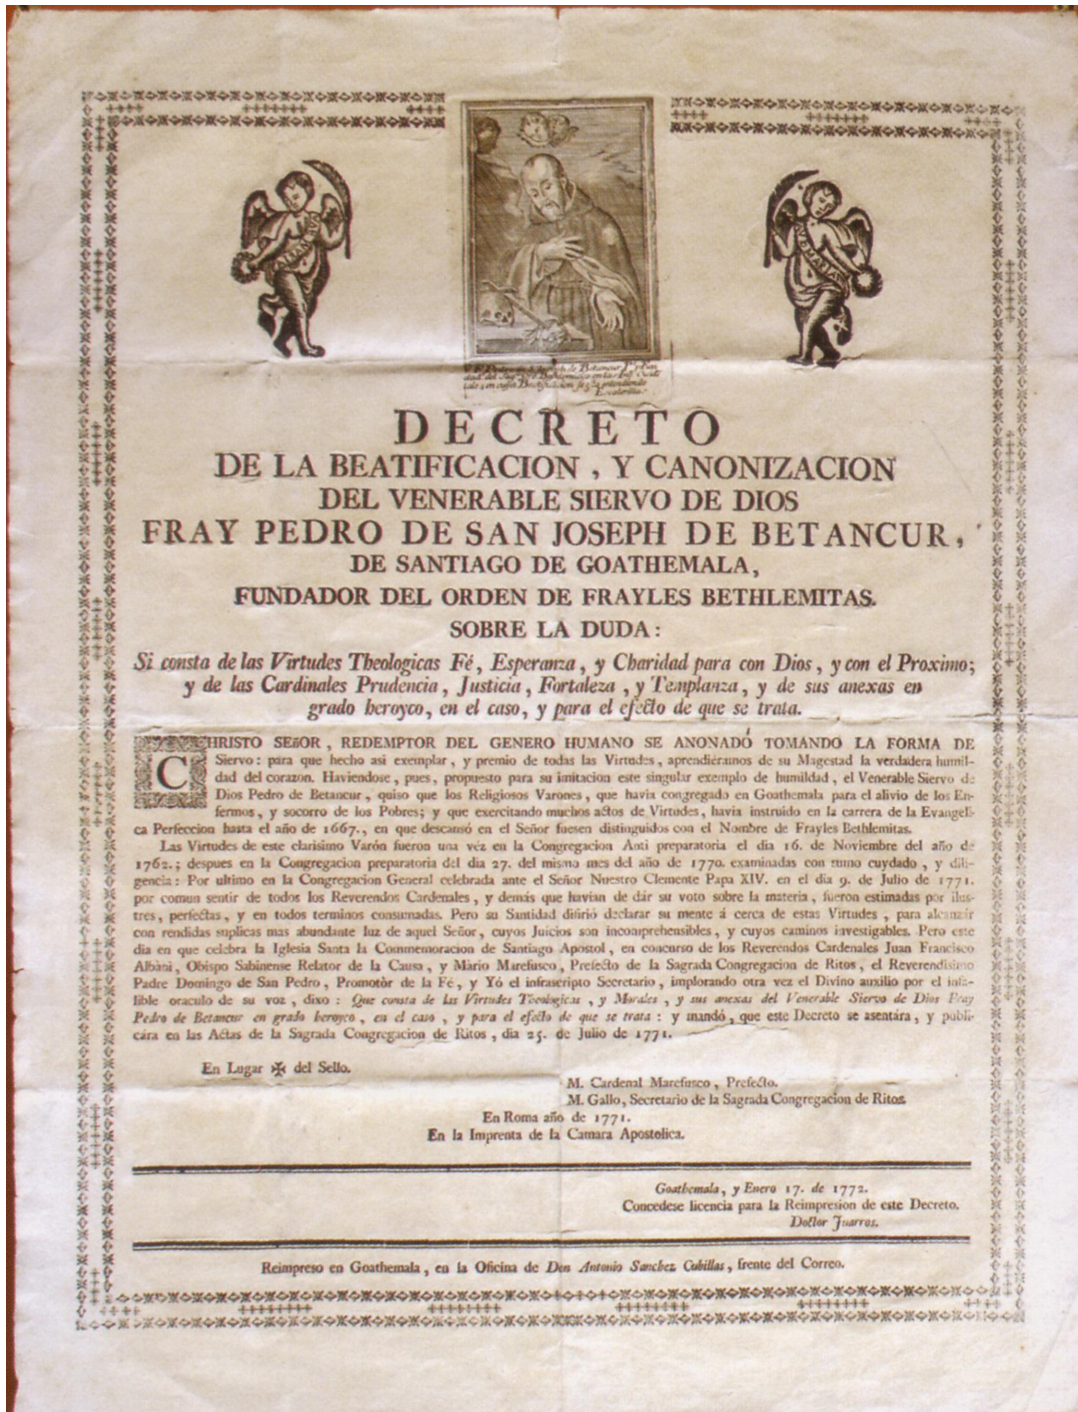 DECRETO
DE LA BEATIFICACION, Y CANONIZACION
DEL VENERABLE SIERVO DE DIOS
FRAY PEDRO DE SAN JOSEPH DE BETANCUR,
DE SANTIAGO DE GOATHEMALA,
FUNDADOR DEL ORDEN DE FRAYLES BETHLEMITAS.
SOBRE LA DUDA:
Si consta de las Virtudes Theologicas Fé, Esperanza, y Charidad para con Dios, y con el Proximo;
y de las Cardinales Prudencia, Justicia, Fortaleza, y Templanza, y de sus anexas en
grado heroyco, en el caso, y para el efecto de que se trata.
CHRISTO SEñOR, REDEMPTOR DEL GENERO HUMANO SE ANONADÓ TOMANDO LA FORMA DE
Siervo: para que hecho asi exemplar, y premio de todas las Virtudes, aprendiéramos de su Magestad la verdadera humil-
dad del corazon. Haviendose, pues, propuesto para su imitacion este singular exemplo de humildad, el Venerable Siervo de
Dios Pedro de Betancur, quiso que los Religiosos Varones, que havia congregado en Goathemala para el alivio de los En-
fermos, y socorro de los Pobres; y que exercitando muchos actos de Virtudes, havia instruido en la carrera de la Evangeli-
ca Perfeccion hasta el año de 1667., en que descansó en el Señor fuesen distinguidos con el Nombre de Frayles Bethlemitas.
Las Virtudes de este clarisimo Varón fueron una vez en la Congregacion Anti preparatoria el dia 16. de Noviembre del año de
1762.; despues en la Congregacion preparatoria del dia 27. del mismo mes del año de 1770. examinadas con sumo cuydado, y dili-
gencia: Por ultimo en la Congregacion General celebrada ante el Señor Nuestro Clemente Papa XIV. en el dia 9. de Julio de 1771.
por comun sentir de todos los Reverendos Cardenales, y demás que havian de dár su voto sobre la materia, fueron estimadas por ilus-
tres, perfectas, y en todos terminos consumadas. Pero su Santidad difirió declarar su mente á cerca de estas Virtudes, para alcanzar
con rendidas suplicas mas abundante luz de aquel Señor, cuyos Juicios son incomprehensibles, y cuyos caminos investigables. Pero este
dia en que celebra la Iglesia Santa la Commemoracion de Santiago Apostol, en concurso de los Reverendos Cardenales Juan Francisco
Albani, Obispo Sabinense Relator de la Causa, y Mario Marefusco, Prefecto de la Sagrada Congregacion de Ritos, el Reverendisimo
Padre Domingo de San Pedro, Promotòr de la Fé, y Yó el infrascripto Secretario, implorando otra vez el Divino auxilio por el infa-
lible oraculo de su voz, dixo: Que consta de las Virtudes Theologicas, y Morales, y sus anexas del Venerable Siervo de Dios Fray
Pedro de Betancur en grado heroyco, en el caso, y para el efecto de que se trata: y mandó, que este Decreto se asentára, y publi-
cára en las Actas de la Sagrada Congregacion de Ritos, dia 25. de Julio de 1771.
En Lugar ✠ del Sello.
M. Cardenal Marefusco, Prefecto.
M. Gallo, Secretario de la Sagrada Congregacion de Ritos.
En Roma año de 1771.
En la Imprenta de la Camara Apostolica.
Goathemala, y Enero 17. de 1772.
Concedese licencia para la Reimpresion de este Decreto.
Doctor Juarros.
Reimpreso en Goathemala, en la Oficina de Don Antonio Sanchez Cubillas, frente del Correo.